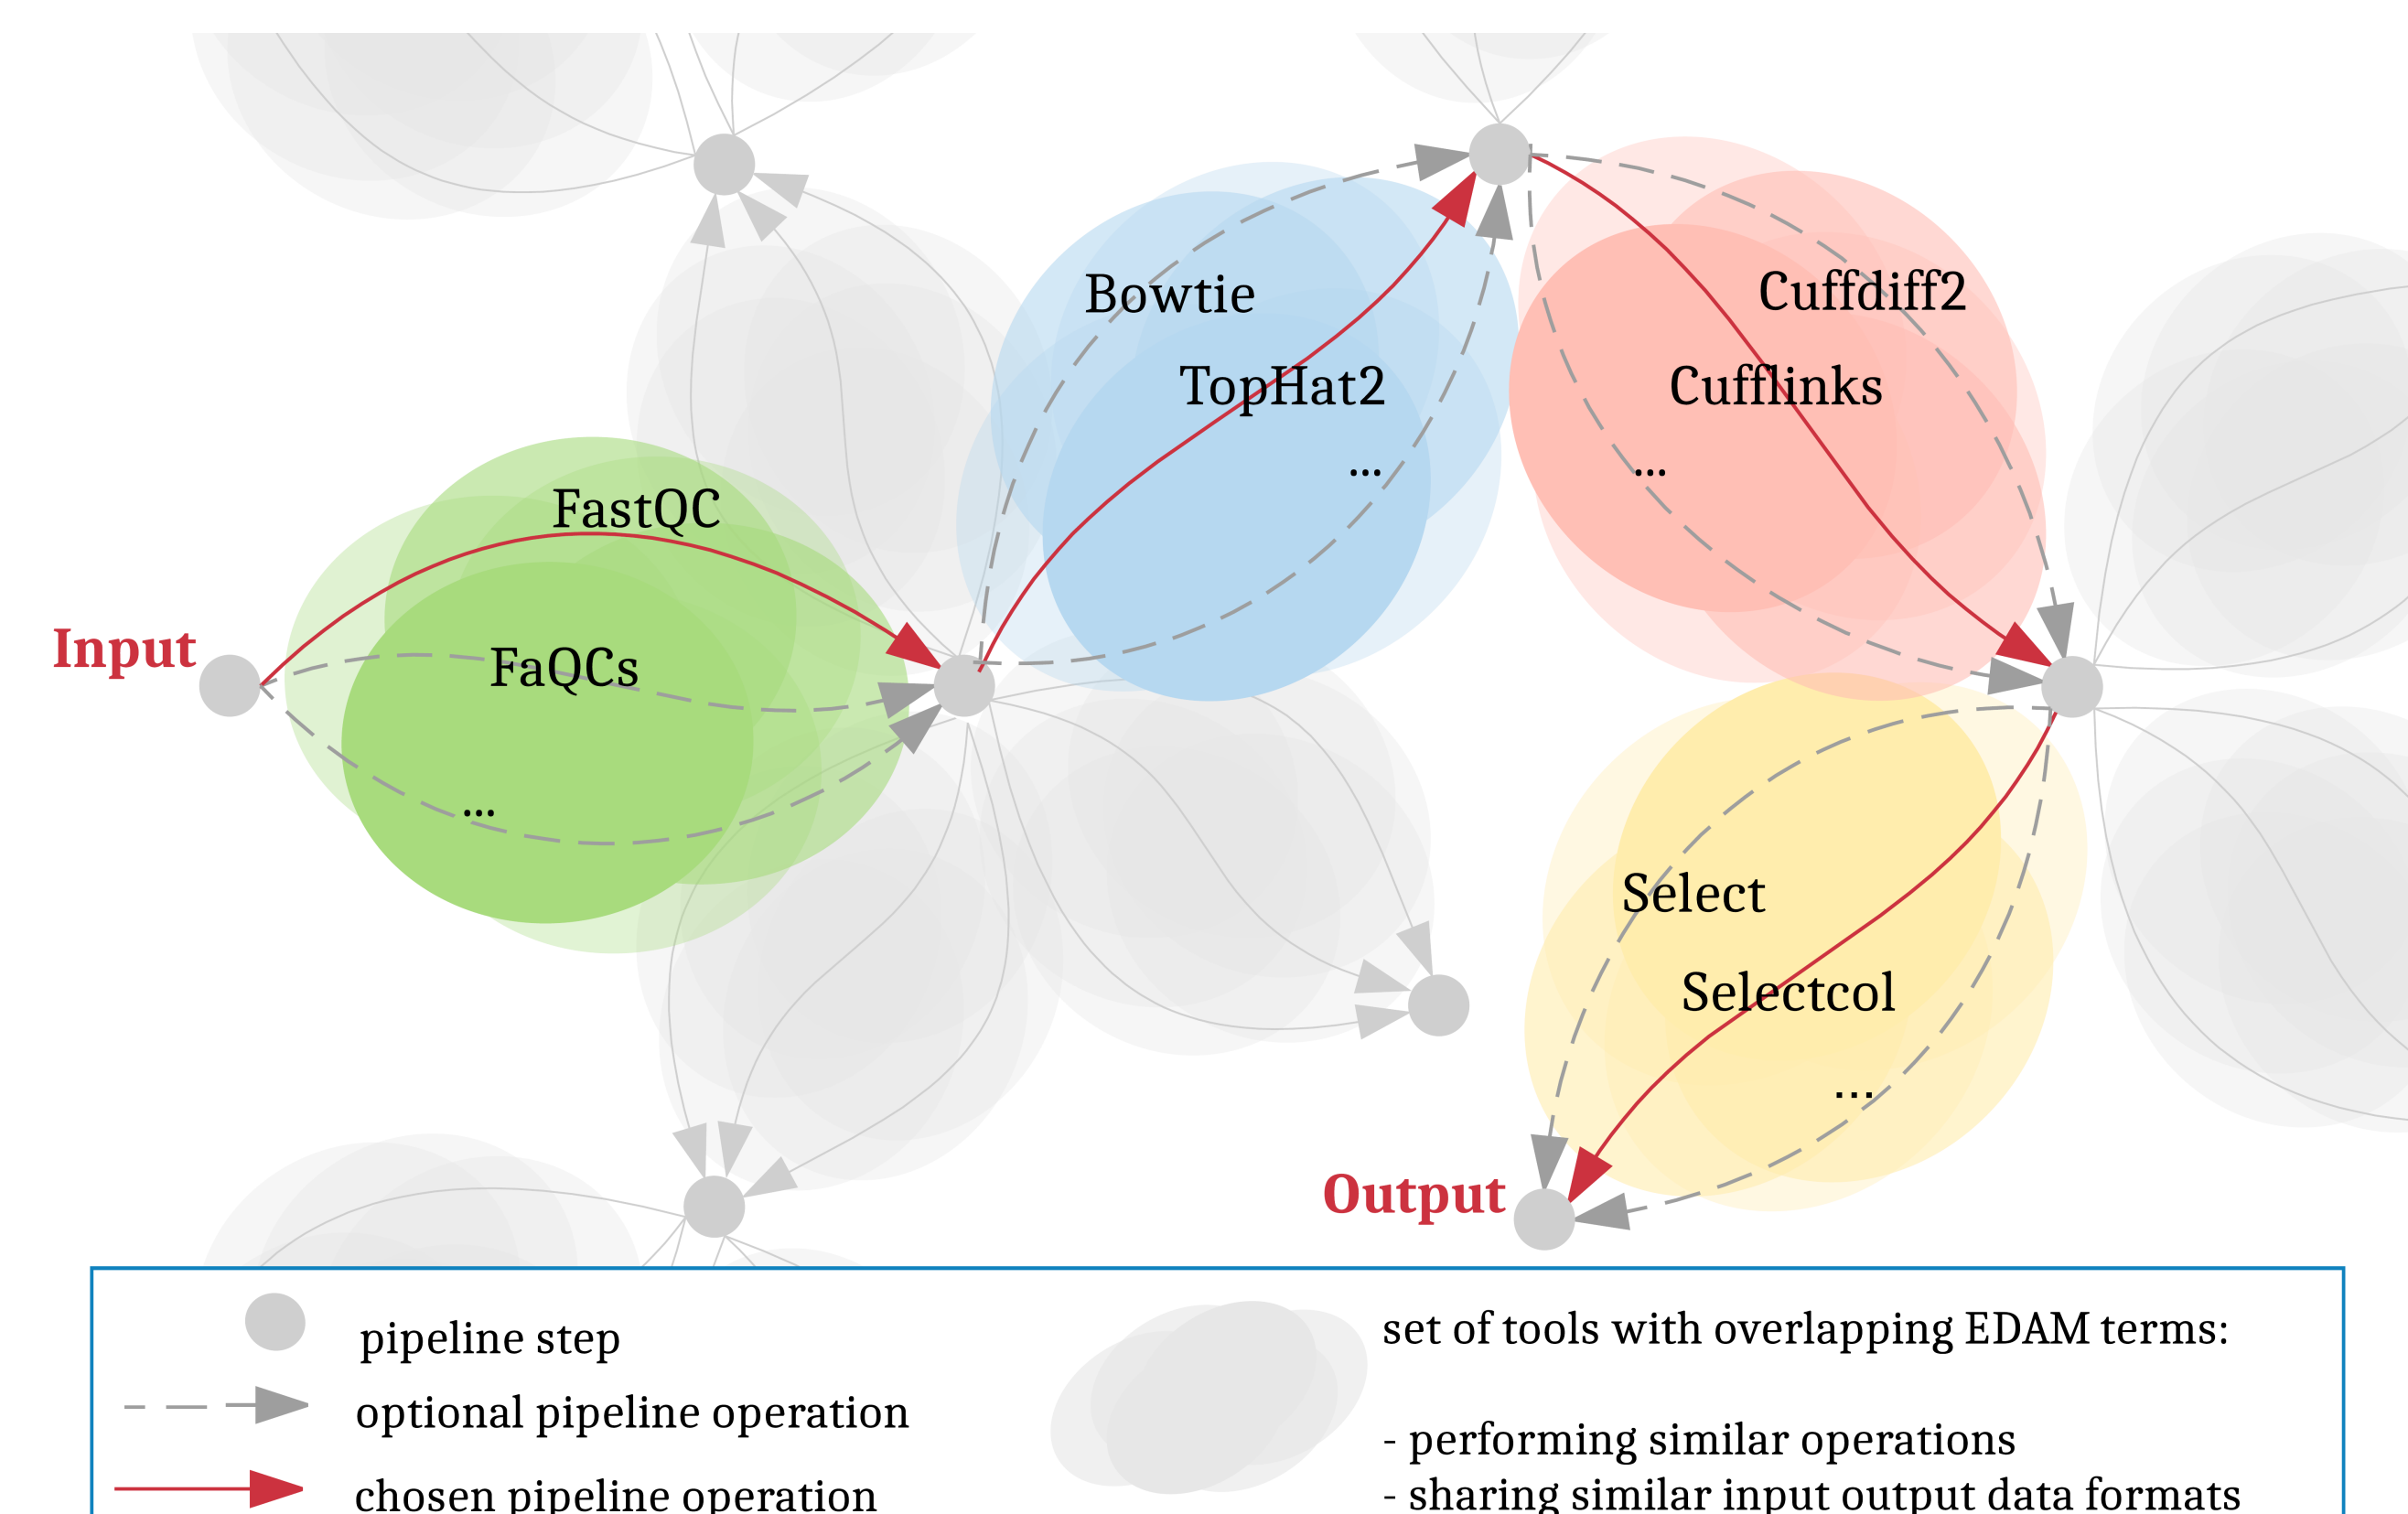 Bowtie
TopHat2
...
Cuffdiff2
Cufflinks
...
FastQC
FaQCs
...
Input
Select
Selectcol
...
Output
pipeline step
optional pipeline operation
chosen pipeline operation
set of tools with overlapping EDAM terms:
- performing similar operations
- sharing similar input output data formats